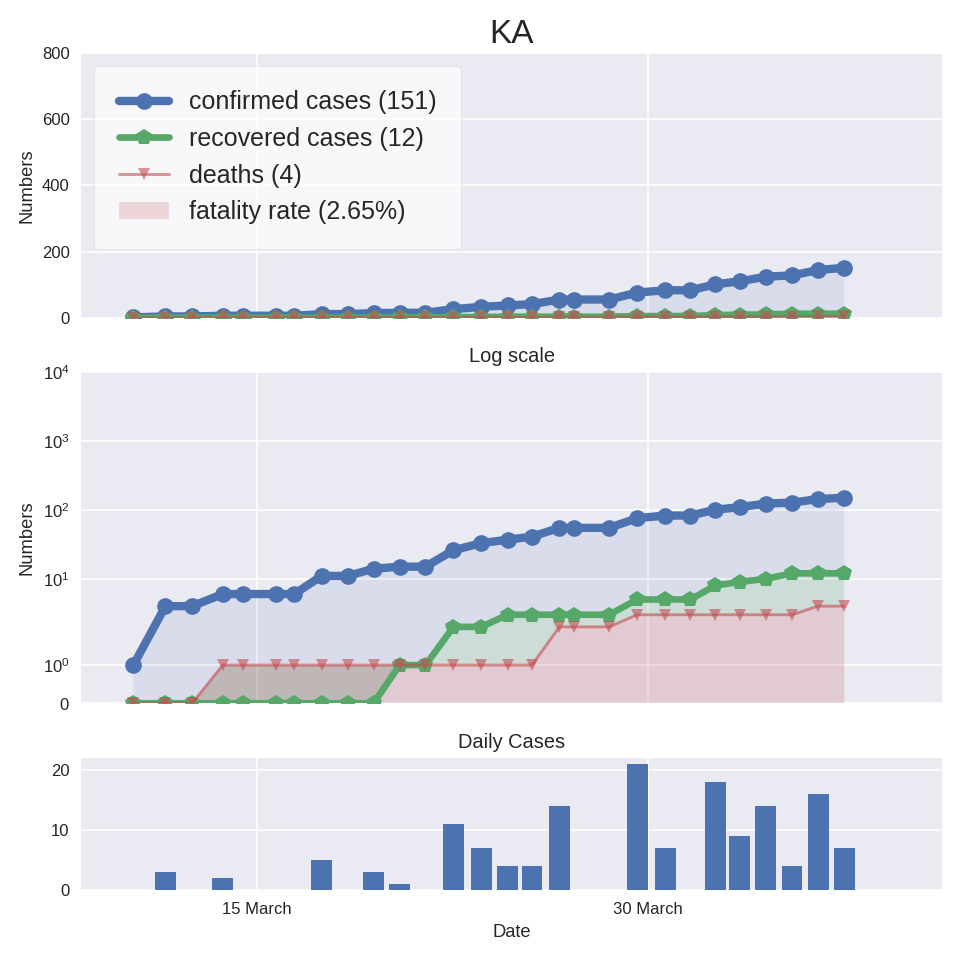 KA
800
600
400
200
0
Numbers
confirmed cases (151)
recovered cases (12)
deaths (4)
fatality rate (2.65%)
Log scale
10⁴
10³
10²
10¹
10⁰
0
Numbers
Daily Cases
20
10
0
15 March
30 March
Date